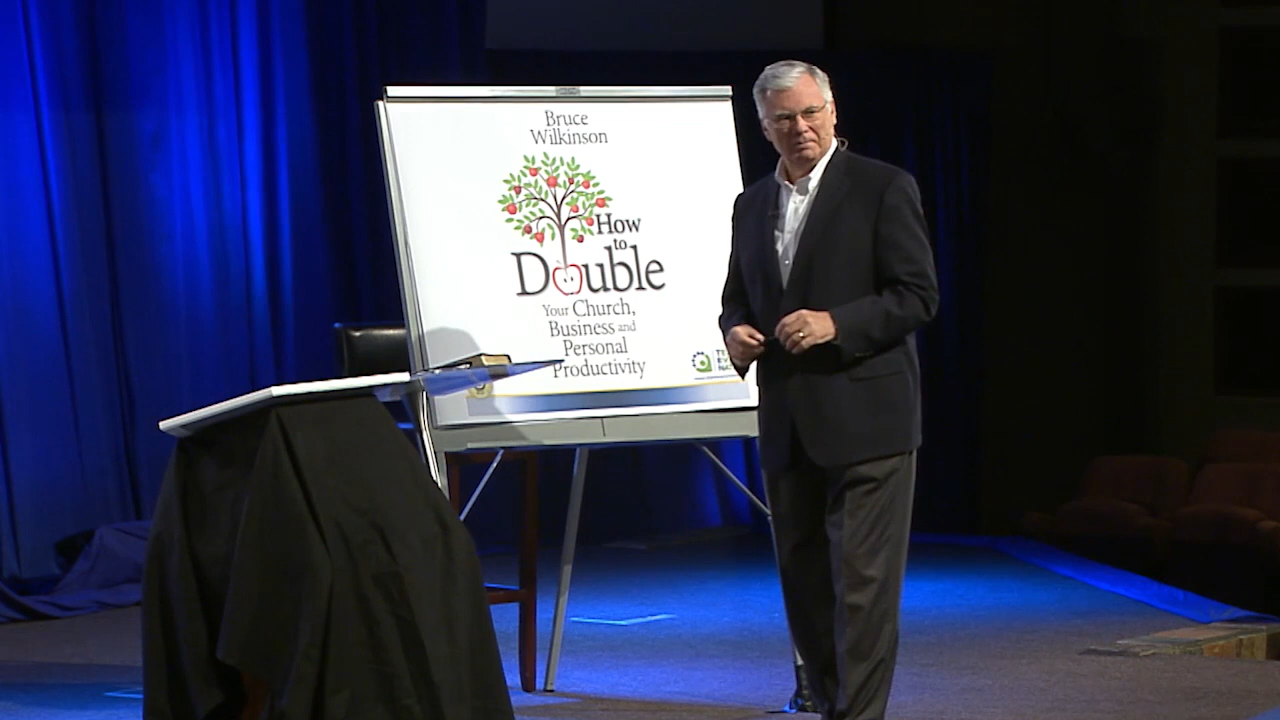 Bruce
Wilkinson
How
to
Double
Your Church,
Business and
Personal
Productivity